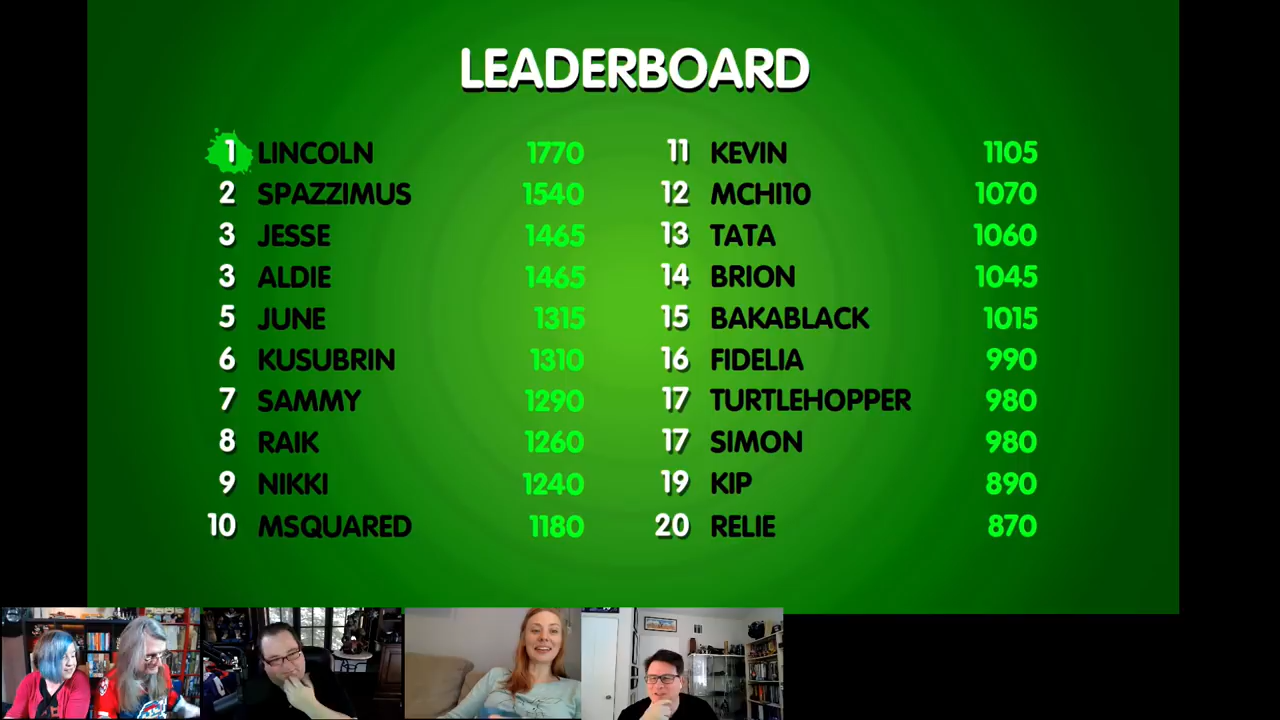 LEADERBOARD
1 LINCOLN 1770
2 SPAZZIMUS 1540
3 JESSE 1465
3 ALDIE 1465
5 JUNE 1315
6 KUSUBRIN 1310
7 SAMMY 1290
8 RAIK 1260
9 NIKKI 1240
10 MSQUARED 1180
11 KEVIN 1105
12 MCHI10 1070
13 TATA 1060
14 BRION 1045
15 BAKABLACK 1015
16 FIDELIA 990
17 TURTLEHOPPER 980
17 SIMON 980
19 KIP 890
20 RELIE 870